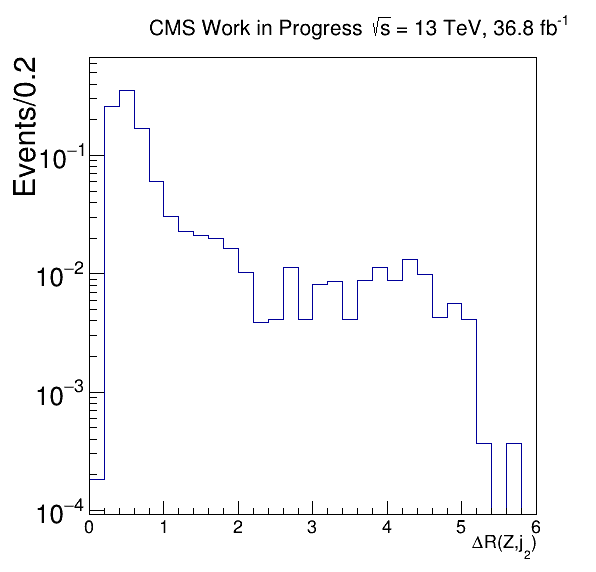 CMS Work in Progress √s = 13 TeV, 36.8 fb⁻¹
Events/0.2
10⁻¹
10⁻²
10⁻³
10⁻⁴
0 1 2 3 4 5 6
ΔR(Z,j₂)